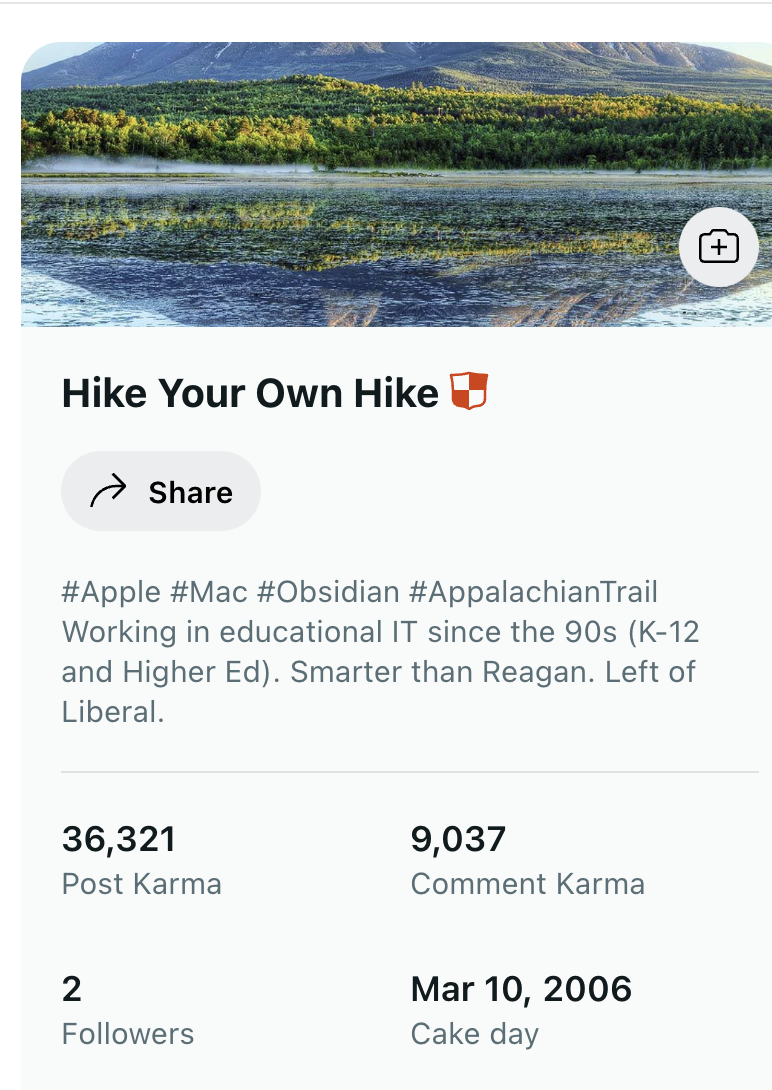 Hike Your Own Hike
Share
#Apple #Mac #Obsidian #AppalachianTrail
Working in educational IT since the 90s (K-12
and Higher Ed). Smarter than Reagan. Left of
Liberal.
36,321
Post Karma
9,037
Comment Karma
2
Followers
Mar 10, 2006
Cake day